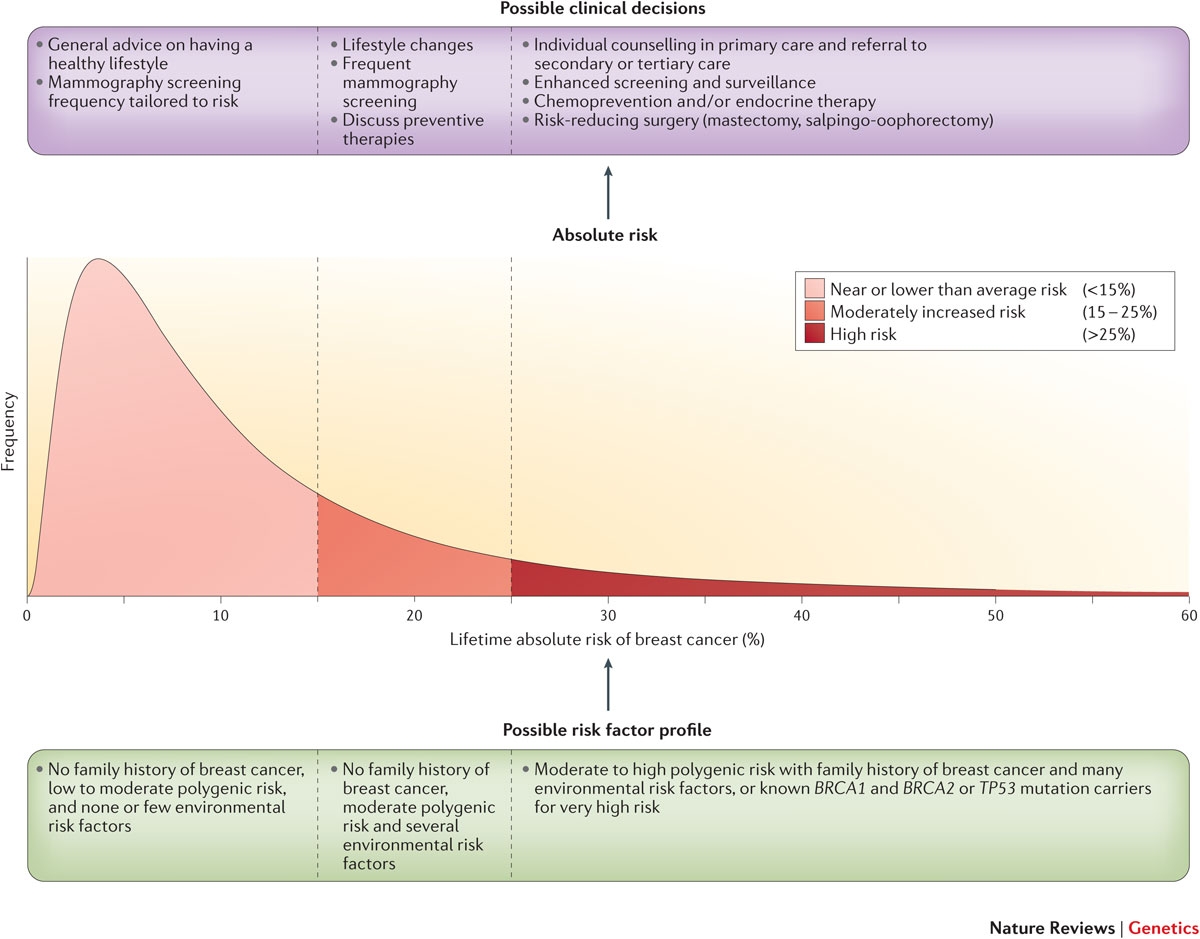 Possible clinical decisions
• General advice on having a
healthy lifestyle
• Mammography screening
frequency tailored to risk
• Lifestyle changes
• Frequent
mammography
screening
• Discuss preventive
therapies
• Individual counselling in primary care and referral to
secondary or tertiary care
• Enhanced screening and surveillance
• Chemoprevention and/or endocrine therapy
• Risk-reducing surgery (mastectomy, salpingo-oophorectomy)
Absolute risk
Near or lower than average risk (<15%)
Moderately increased risk (15–25%)
High risk (>25%)
Frequency
0 10 20 30 40 50 60
Lifetime absolute risk of breast cancer (%)
Possible risk factor profile
• No family history of breast cancer,
low to moderate polygenic risk,
and none or few environmental
risk factors
• No family history of
breast cancer,
moderate polygenic
risk and several
environmental risk
factors
• Moderate to high polygenic risk with family history of breast cancer and many
environmental risk factors, or known BRCA1 and BRCA2 or TP53 mutation carriers
for very high risk
Nature Reviews | Genetics